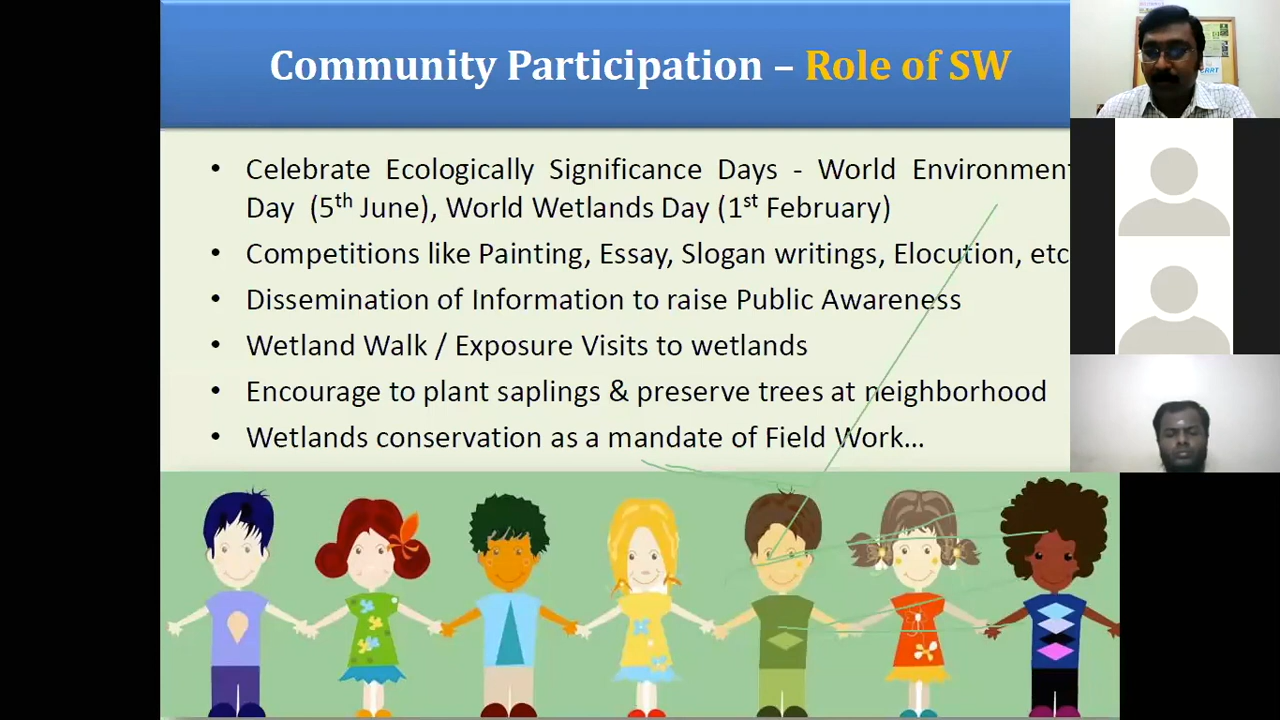 Community Participation – Role of SW
• Celebrate Ecologically Significance Days - World Environment
Day (5th June), World Wetlands Day (1st February)
• Competitions like Painting, Essay, Slogan writings, Elocution, etc
• Dissemination of Information to raise Public Awareness
• Wetland Walk / Exposure Visits to wetlands
• Encourage to plant saplings & preserve trees at neighborhood
• Wetlands conservation as a mandate of Field Work...